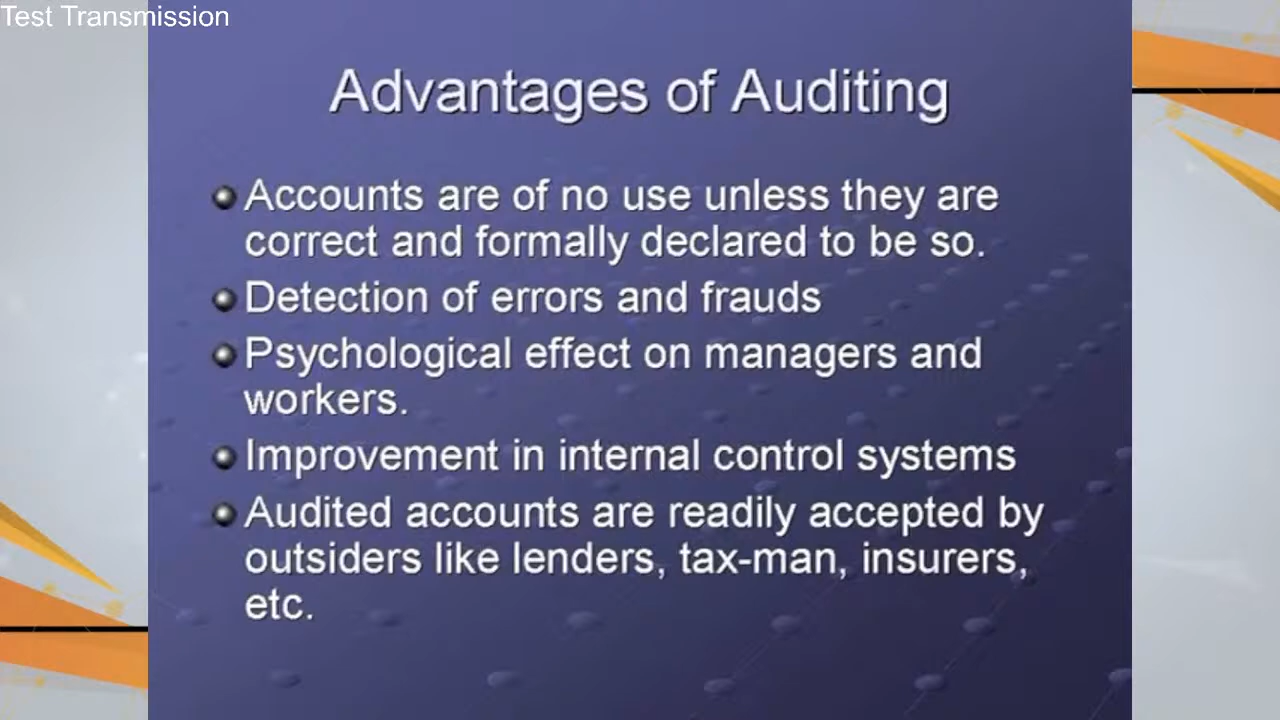 Test Transmission
Advantages of Auditing
Accounts are of no use unless they are
correct and formally declared to be so.
Detection of errors and frauds
Psychological effect on managers and
workers.
Improvement in internal control systems
Audited accounts are readily accepted by
outsiders like lenders, tax-man, insurers,
etc.